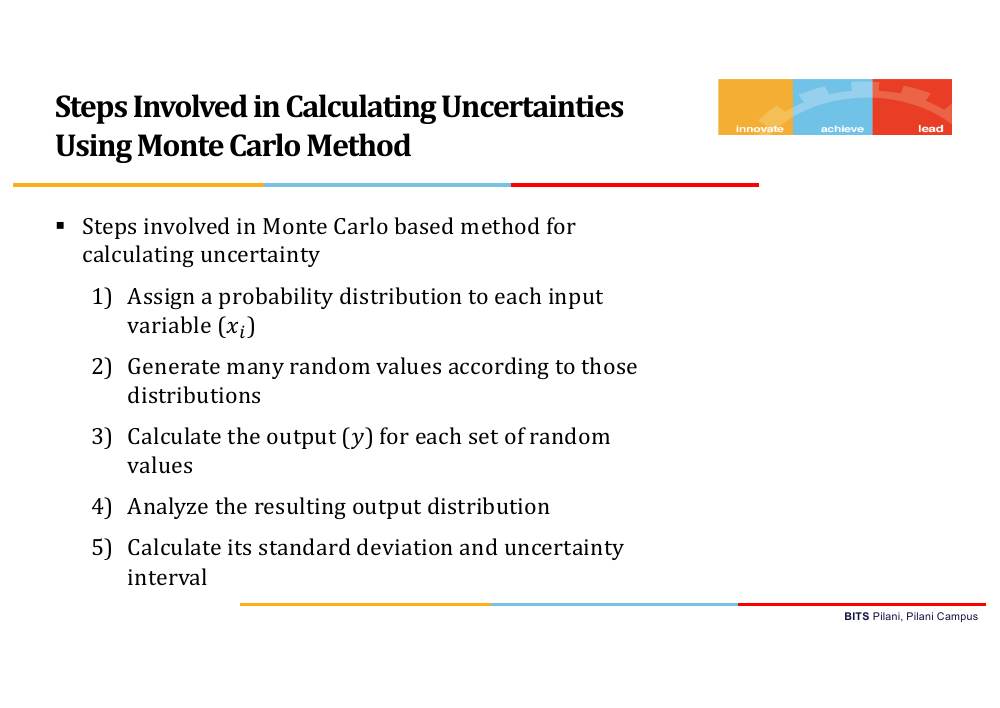 Steps Involved in Calculating Uncertainties
Using Monte Carlo Method
innovate achieve lead
▪ Steps involved in Monte Carlo based method for
calculating uncertainty
1) Assign a probability distribution to each input
variable (𝑥ᵢ)
2) Generate many random values according to those
distributions
3) Calculate the output (𝑦) for each set of random
values
4) Analyze the resulting output distribution
5) Calculate its standard deviation and uncertainty
interval
BITS Pilani, Pilani Campus